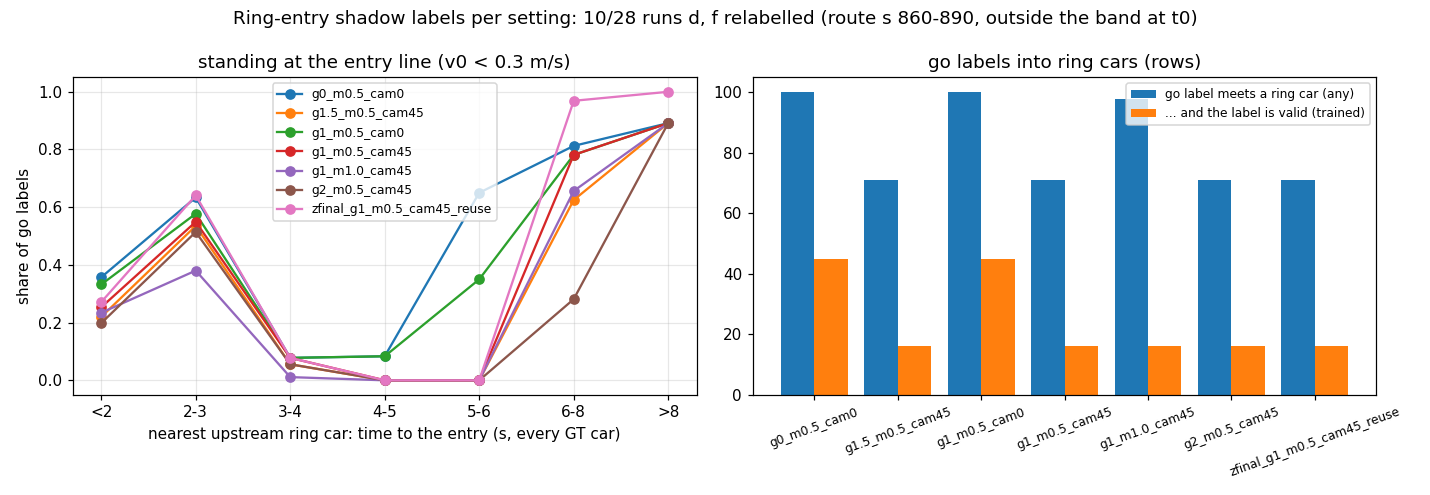 Ring-entry shadow labels per setting: 10/28 runs d, f relabelled (route s 860-890, outside the band at t0)
standing at the entry line (v0 < 0.3 m/s)
share of go labels
1.0
0.8
0.6
0.4
0.2
0.0
g0_m0.5_cam0
g1.5_m0.5_cam45
g1_m0.5_cam0
g1_m0.5_cam45
g1_m1.0_cam45
g2_m0.5_cam45
zfinal_g1_m0.5_cam45_reuse
<2
2-3
3-4
4-5
5-6
6-8
>8
nearest upstream ring car: time to the entry (s, every GT car)
go labels into ring cars (rows)
100
80
60
40
20
0
go label meets a ring car (any)
... and the label is valid (trained)
g0_m0.5_cam0
g1.5_m0.5_cam45
g1_m0.5_cam0
g1_m0.5_cam45
g1_m1.0_cam45
g2_m0.5_cam45
zfinal_g1_m0.5_cam45_reuse